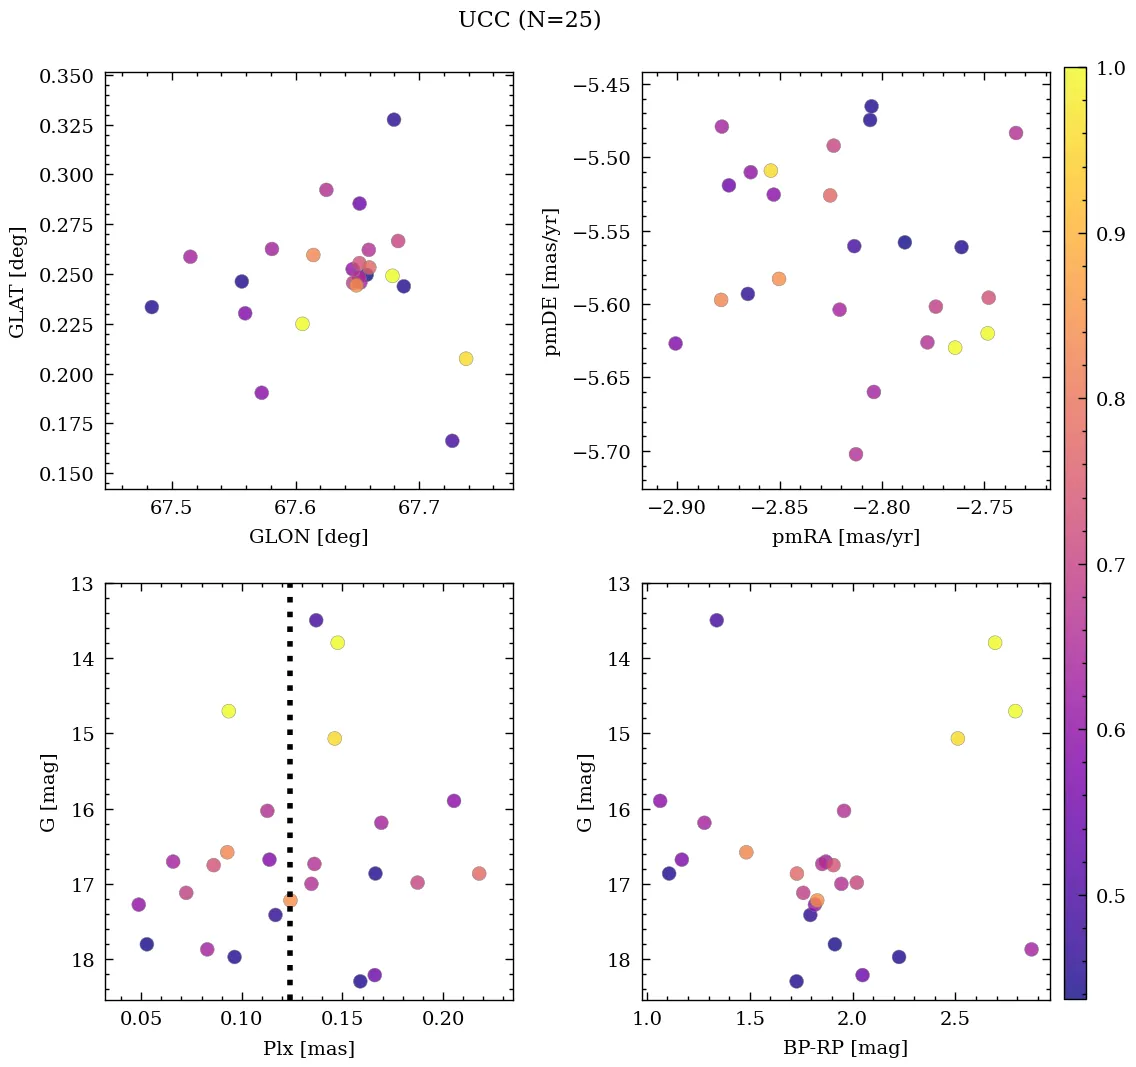 UCC (N=25)
0.350
0.325
0.300
0.275
0.250
0.225
0.200
0.175
0.150
GLAT [deg]
67.5 67.6 67.7
GLON [deg]
−5.45
−5.50
−5.55
−5.60
−5.65
−5.70
pmDE [mas/yr]
−2.90 −2.85 −2.80 −2.75
pmRA [mas/yr]
13
14
15
16
17
18
G [mag]
0.05 0.10 0.15 0.20
Plx [mas]
13
14
15
16
17
18
G [mag]
1.0 1.5 2.0 2.5
BP-RP [mag]
1.0
0.9
0.8
0.7
0.6
0.5